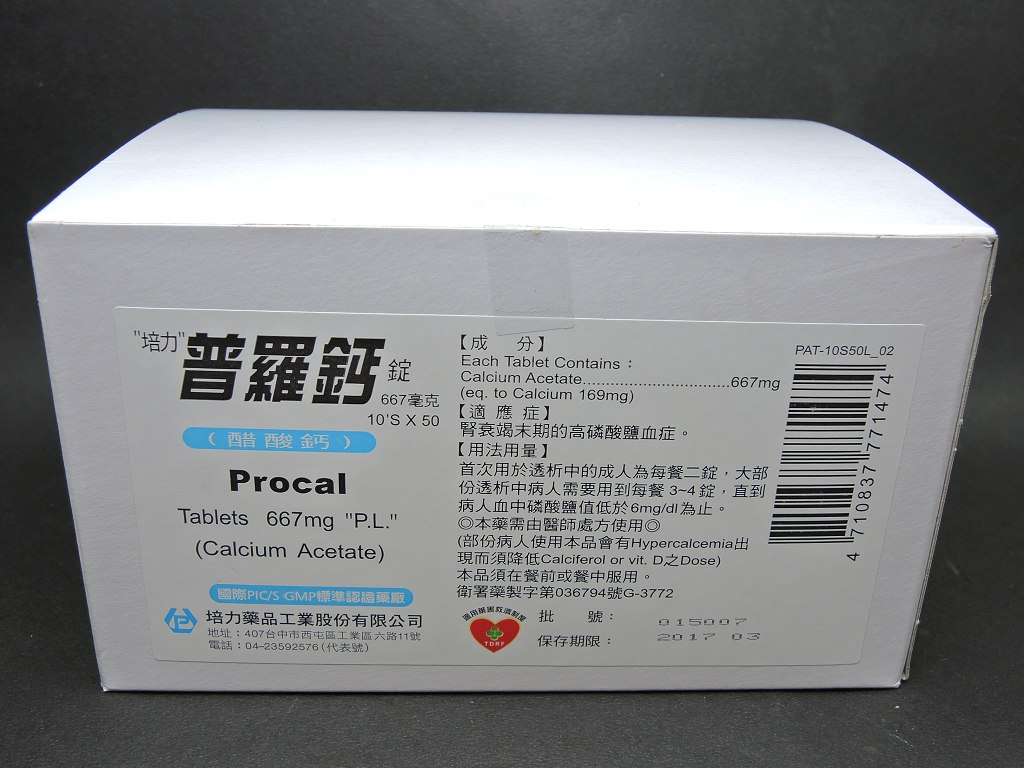 "培力"普羅鈣錠
667毫克
10'S X 50
(醋酸鈣)
Procal
Tablets 667mg "P.L."
(Calcium Acetate)
國際PIC/S GMP標準認證藥廠
培力藥品工業股份有限公司
地址：407台中市西屯區工業區六路11號
電話：04-23592576(代表號)
【成 分】
Each Tablet Contains：
Calcium Acetate..............................667mg
(eq. to Calcium 169mg)
【適 應 症】
腎衰竭末期的高磷酸鹽血症。
【用法用量】
首次用於透析中的成人為每餐二錠，大部
份透析中病人需要用到每餐 3~4 錠，直到
病人血中磷酸鹽值低於 6mg/dl 為止。
◎本藥需由醫師處方使用◎
(部份病人使用本品會有Hypercalcemia出
現而須降低Calciferol or vit. D之Dose)
本品須在餐前或餐中服用。
衛署藥製字第036794號G-3772
適用藥害救濟制度
TDRF
批 號： 015007
保存期限： 2017 03
PAT-10S50L_02
4 710837 771474